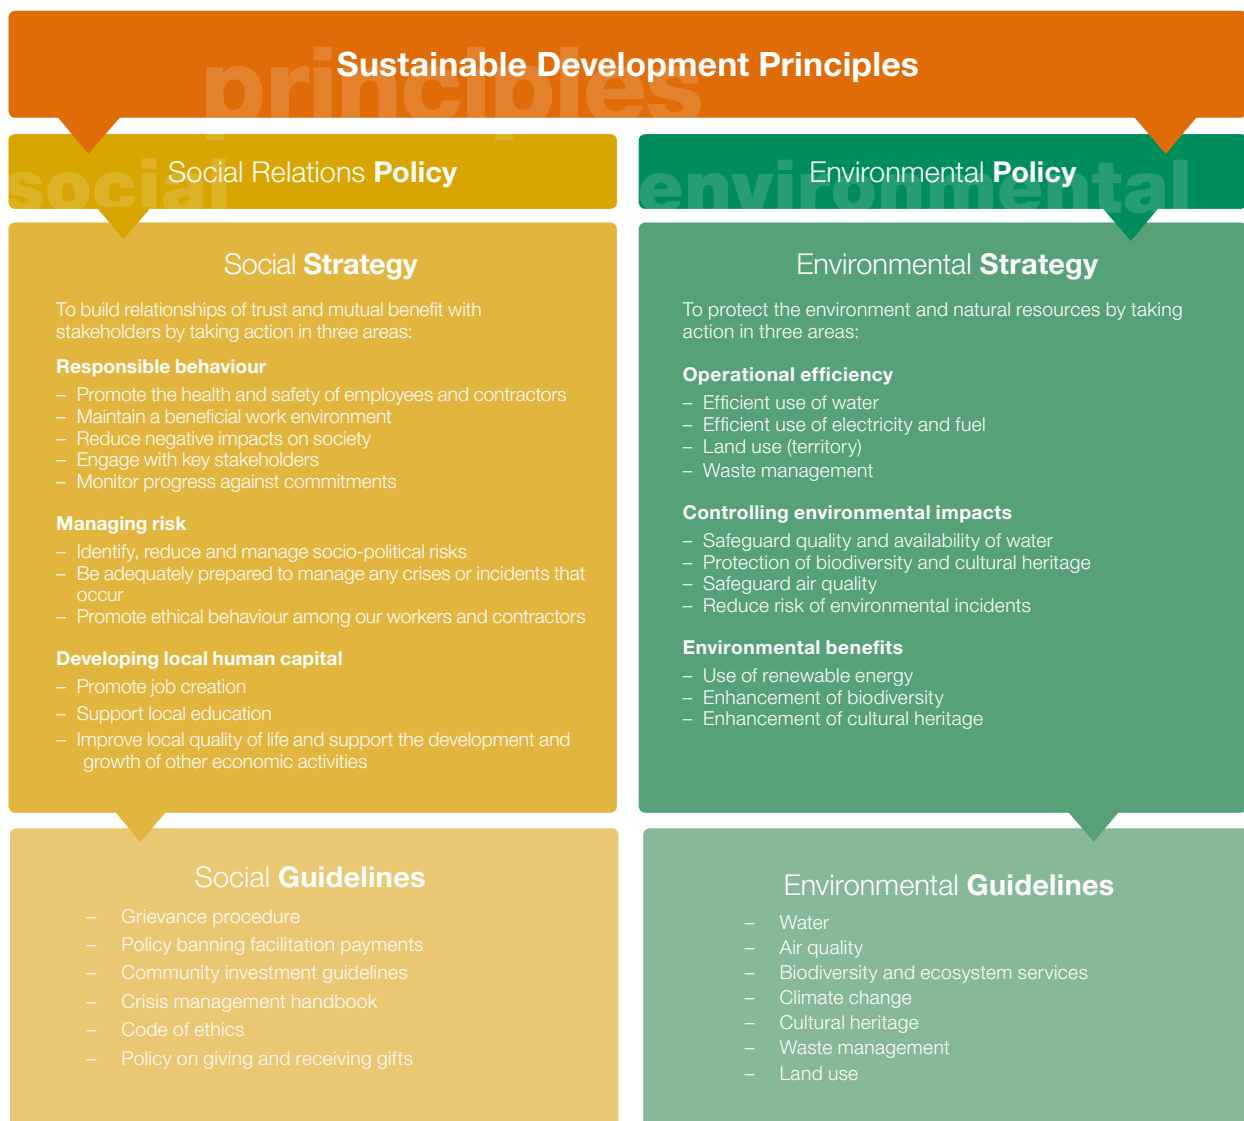 principles
Sustainable Development Principles
social
Social Relations Policy
Social Strategy
To build relationships of trust and mutual benefit with
stakeholders by taking action in three areas:
Responsible behaviour
– Promote the health and safety of employees and contractors
– Maintain a beneficial work environment
– Reduce negative impacts on society
– Engage with key stakeholders
– Monitor progress against commitments
Managing risk
– Identify, reduce and manage socio-political risks
– Be adequately prepared to manage any crises or incidents that
occur
– Promote ethical behaviour among our workers and contractors
Developing local human capital
– Promote job creation
– Support local education
– Improve local quality of life and support the development and
growth of other economic activities
Social Guidelines
– Grievance procedure
– Policy banning facilitation payments
– Community investment guidelines
– Crisis management handbook
– Code of ethics
– Policy on giving and receiving gifts
environmental
Environmental Policy
Environmental Strategy
To protect the environment and natural resources by taking
action in three areas:
Operational efficiency
– Efficient use of water
– Efficient use of electricity and fuel
– Land use (territory)
– Waste management
Controlling environmental impacts
– Safeguard quality and availability of water
– Protection of biodiversity and cultural heritage
– Safeguard air quality
– Reduce risk of environmental incidents
Environmental benefits
– Use of renewable energy
– Enhancement of biodiversity
– Enhancement of cultural heritage
Environmental Guidelines
– Water
– Air quality
– Biodiversity and ecosystem services
– Climate change
– Cultural heritage
– Waste management
– Land use